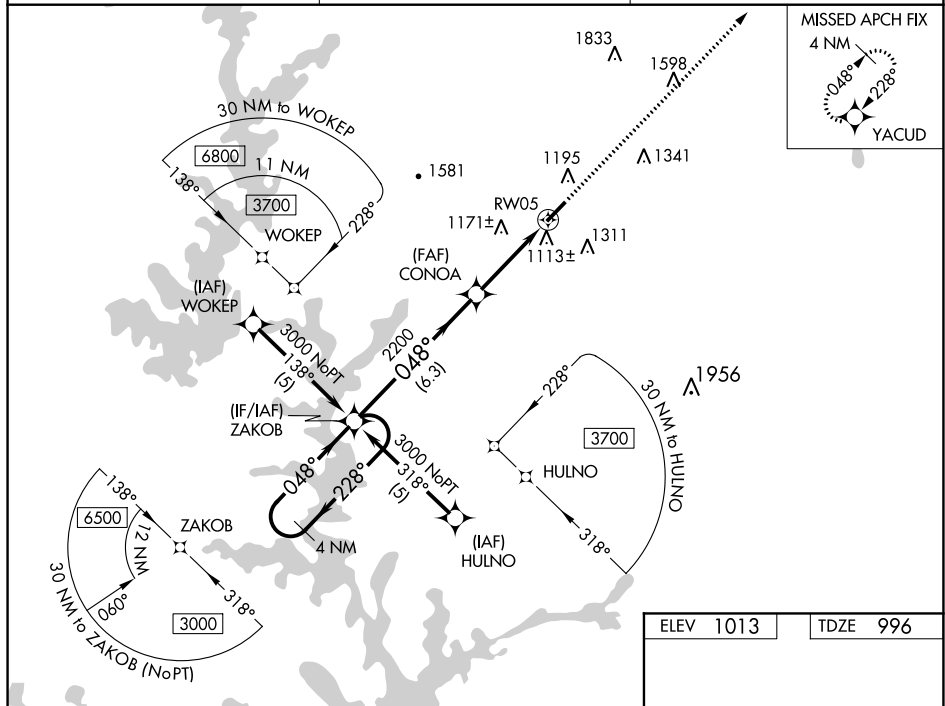 MISSED APCH FIX
4 NM
048°
228°
YACUD
1833
1598
30 NM to WOKEP
6800
11 NM
138°
3700
228°
WOKEP
1581
1195
1341
RW05
1171±
1113±
1311
(FAF)
CONOA
(IAF)
WOKEP
3000 NoPT
138°
(5)
2200
048°
(6.3)
1956
228°
30 NM to HULNO
3700
HULNO
318°
(IF/IAF)
ZAKOB
3000 NoPT
318°
(5)
048°
228°
4 NM
(IAF)
HULNO
138°
6500
12 NM
ZAKOB
060°
318°
3000
30 NM to ZAKOB (NoPT)
ELEV 1013
TDZE 996